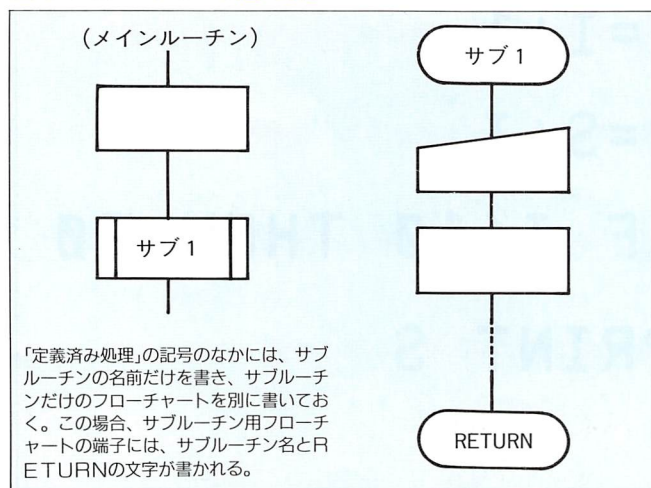 (メインルーチン)
サブ1
「定義済み処理」の記号のなかには、サブ
ルーチンの名前だけを書き、サブルーチ
ンだけのフローチャートを別に書いてお
く。この場合、サブルーチン用フローチ
ャートの端子には、サブルーチン名とR
ETURNの文字が書かれる。
サブ1
RETURN
PRINT S